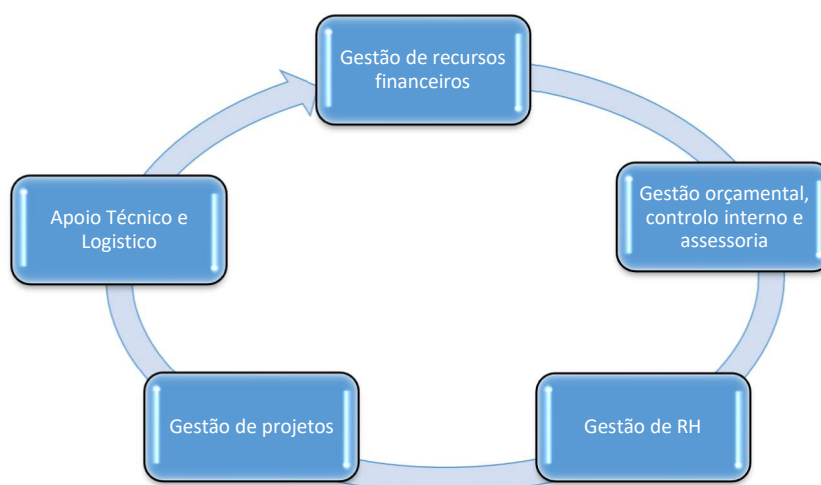 Gestão de recursos
financeiros
Gestão orçamental,
controlo interno e
assessoria
Gestão de RH
Gestão de projetos
Apoio Técnico e
Logistico